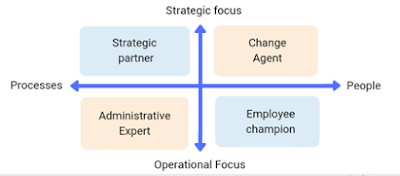 Strategic focus
Strategic
partner
Change
Agent
Processes
People
Administrative
Expert
Employee
champion
Operational Focus